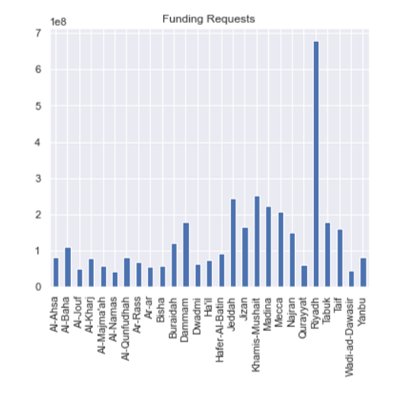 Funding Requests
1e8
7
6
5
4
3
2
1
0
Al-Ahsa
Al-Baha
Al-Jouf
Al-Kharj
Al-Majma'ah
Al-Namas
Al-Qunfudhah
Ar-Rass
Ar-ar
Bisha
Buraidah
Dammam
Dwadmi
Ha'il
Hafer-Al-Batin
Jeddah
Jizan
Khamis-Mushait
Madina
Mecca
Najran
Qurayyat
Riyadh
Tabuk
Taif
Wadi-ad-Dawasir
Yanbu